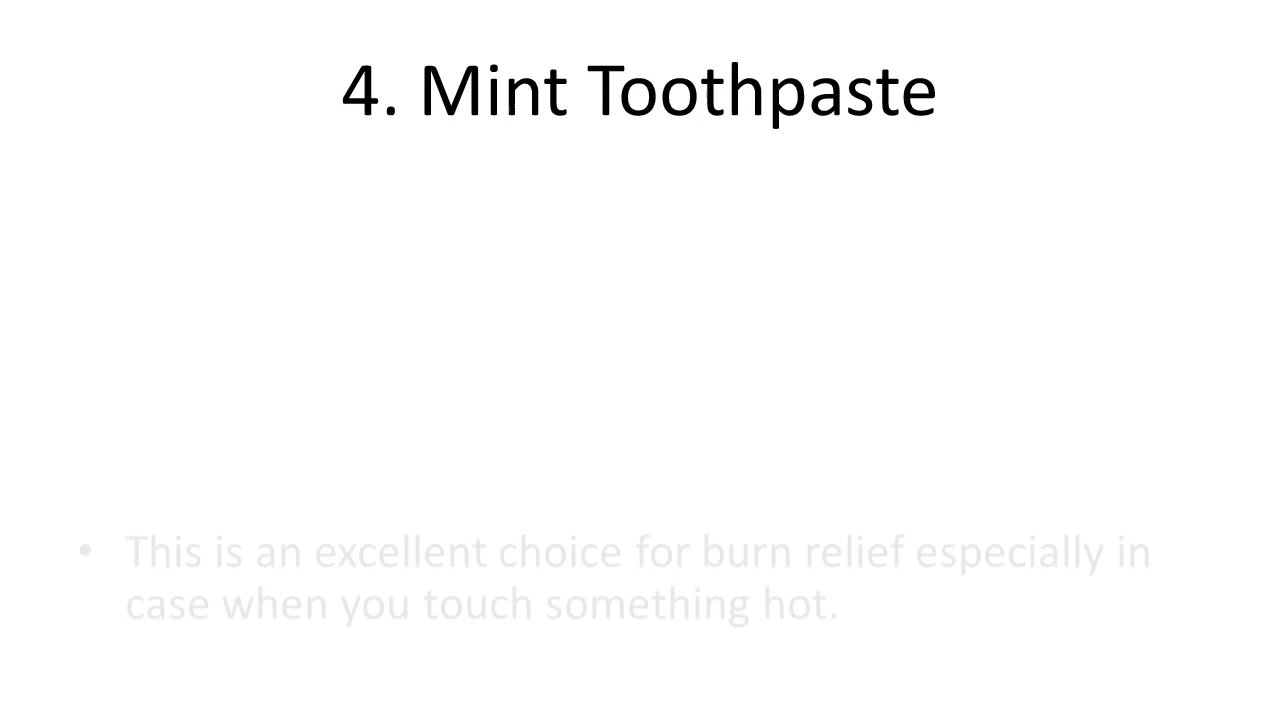 4. Mint Toothpaste
• This is an excellent choice for burn relief especially in
case when you touch something hot.